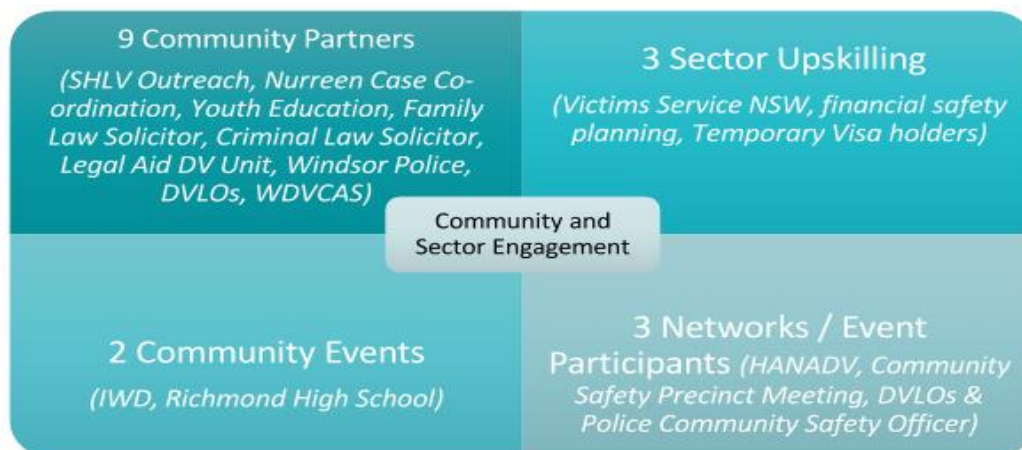 9 Community Partners
(SHLV Outreach, Nurreen Case Co-
ordination, Youth Education, Family
Law Solicitor, Criminal Law Solicitor,
Legal Aid DV Unit, Windsor Police,
DVLOs, WDVCAS)
3 Sector Upskilling
(Victims Service NSW, financial safety
planning, Temporary Visa holders)
Community and
Sector Engagement
2 Community Events
(IWD, Richmond High School)
3 Networks / Event
Participants (HANADV, Community
Safety Precinct Meeting, DVLOs &
Police Community Safety Officer)